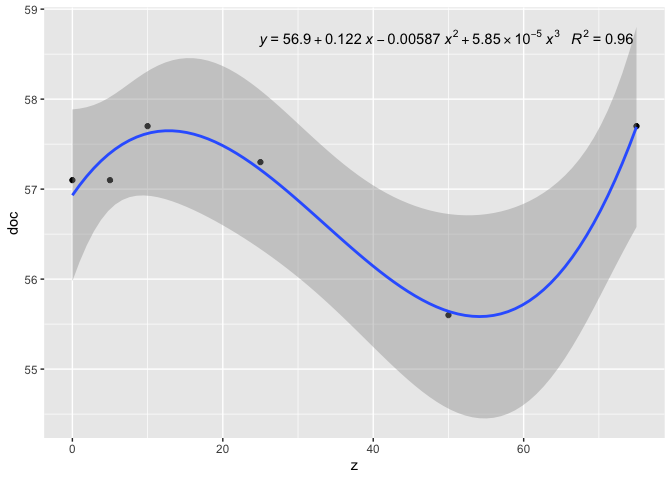 59
y = 56.9 + 0.122 x − 0.00587 x² + 5.85 × 10⁻⁵ x³ R² = 0.96
58
57
56
55
doc
0 20 40 60
z